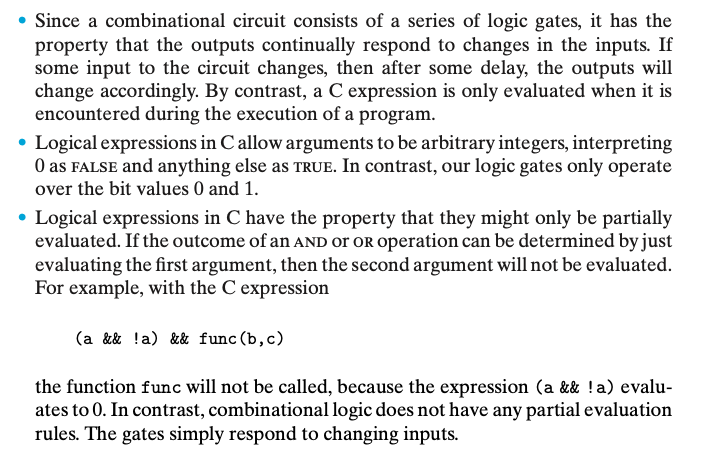 • Since a combinational circuit consists of a series of logic gates, it has the
property that the outputs continually respond to changes in the inputs. If
some input to the circuit changes, then after some delay, the outputs will
change accordingly. By contrast, a C expression is only evaluated when it is
encountered during the execution of a program.
• Logical expressions in C allow arguments to be arbitrary integers, interpreting
0 as FALSE and anything else as TRUE. In contrast, our logic gates only operate
over the bit values 0 and 1.
• Logical expressions in C have the property that they might only be partially
evaluated. If the outcome of an AND or OR operation can be determined by just
evaluating the first argument, then the second argument will not be evaluated.
For example, with the C expression
(a && !a) && func(b,c)
the function func will not be called, because the expression (a && !a) evalu-
ates to 0. In contrast, combinational logic does not have any partial evaluation
rules. The gates simply respond to changing inputs.